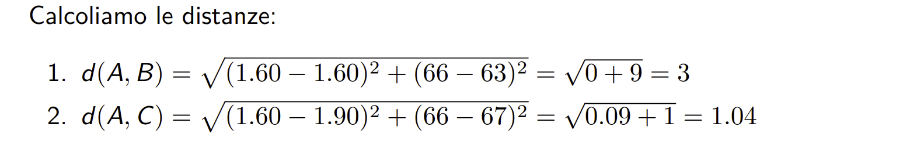 Calcoliamo le distanze:
1. d(A, B) = √(1.60 − 1.60)² + (66 − 63)² = √0 + 9 = 3
2. d(A, C) = √(1.60 − 1.90)² + (66 − 67)² = √0.09 + 1 = 1.04